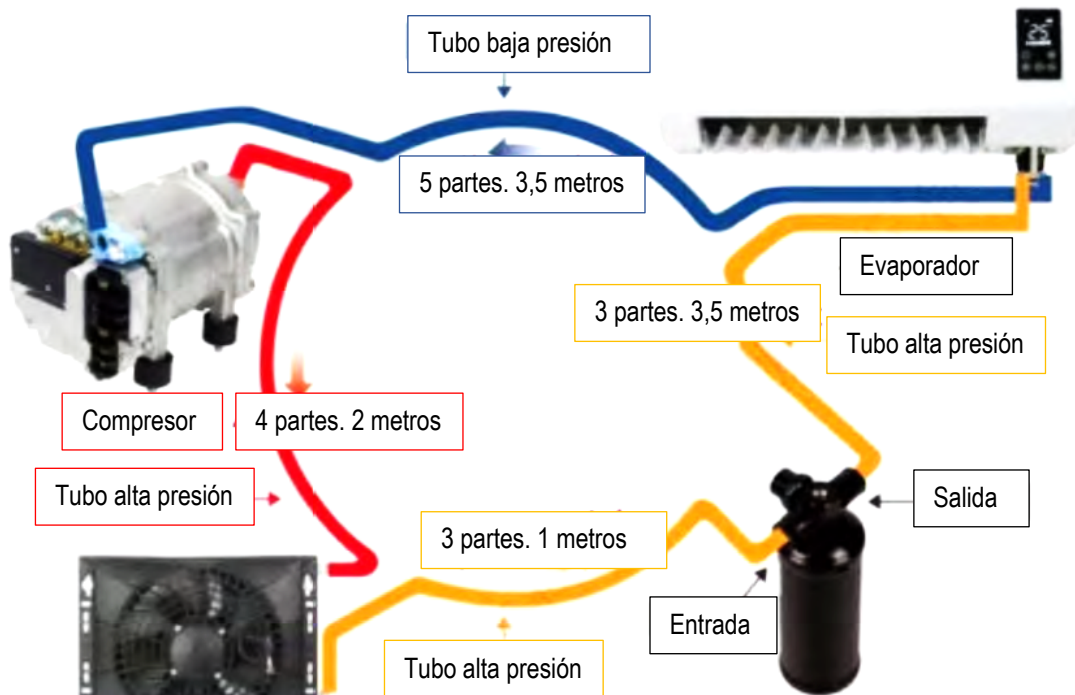 Tubo baja presión
25
5 partes. 3,5 metros
Evaporador
3 partes. 3,5 metros
Tubo alta presión
Compresor
4 partes. 2 metros
Tubo alta presión
Salida
3 partes. 1 metros
Entrada
Tubo alta presión